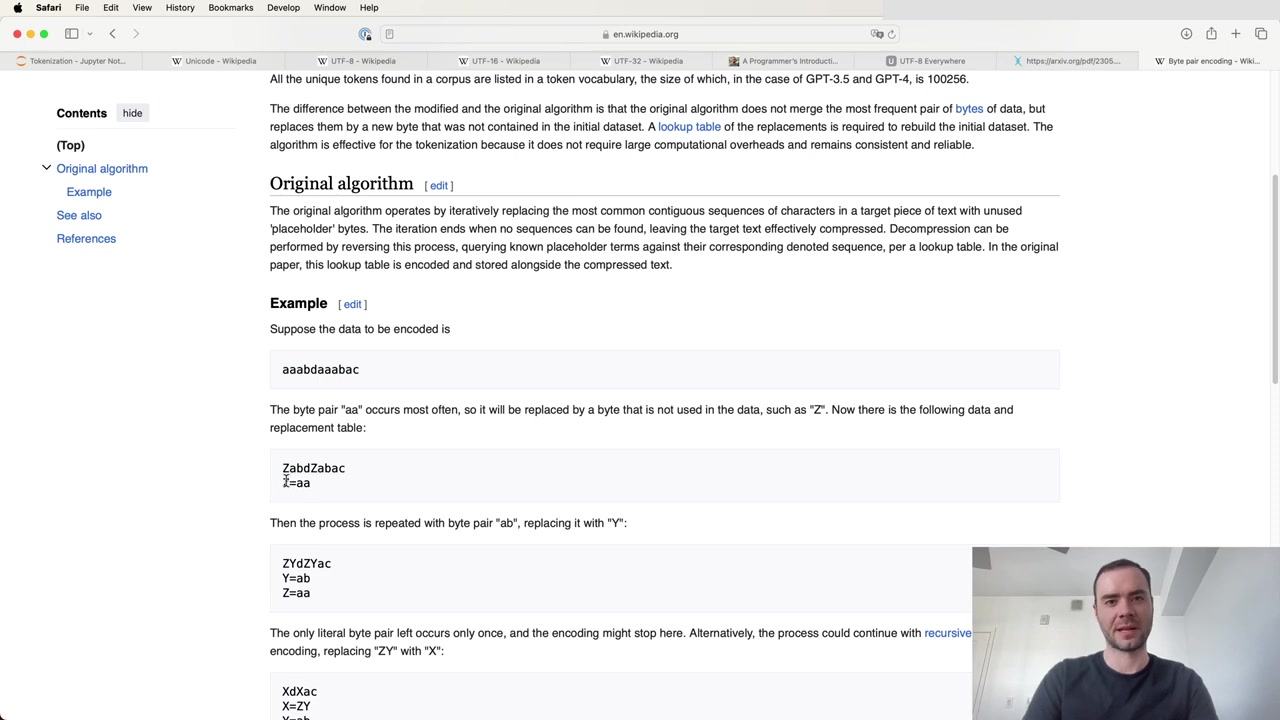 Safari File Edit View History Bookmarks Develop Window Help
en.wikipedia.org
Tokenization - Jupyter Not... Unicode - Wikipedia UTF-8 - Wikipedia UTF-16 - Wikipedia UTF-32 - Wikipedia A Programmer's Introducti... UTF-8 Everywhere https://arxiv.org/pdf/2305.... Byte pair encoding - Wiki...
All the unique tokens found in a corpus are listed in a token vocabulary, the size of which, in the case of GPT-3.5 and GPT-4, is 100256.
Contents hide
(Top)
Original algorithm
Example
See also
References
The difference between the modified and the original algorithm is that the original algorithm does not merge the most frequent pair of bytes of data, but
replaces them by a new byte that was not contained in the initial dataset. A lookup table of the replacements is required to rebuild the initial dataset. The
algorithm is effective for the tokenization because it does not require large computational overheads and remains consistent and reliable.
Original algorithm [ edit ]
The original algorithm operates by iteratively replacing the most common contiguous sequences of characters in a target piece of text with unused
'placeholder' bytes. The iteration ends when no sequences can be found, leaving the target text effectively compressed. Decompression can be
performed by reversing this process, querying known placeholder terms against their corresponding denoted sequence, per a lookup table. In the original
paper, this lookup table is encoded and stored alongside the compressed text.
Example [ edit ]
Suppose the data to be encoded is
aaabdaaabac
The byte pair "aa" occurs most often, so it will be replaced by a byte that is not used in the data, such as "Z". Now there is the following data and
replacement table:
ZabdZabac
Z=aa
Then the process is repeated with byte pair "ab", replacing it with "Y":
ZYdZYac
Y=ab
Z=aa
The only literal byte pair left occurs only once, and the encoding might stop here. Alternatively, the process could continue with recursive
encoding, replacing "ZY" with "X":
XdXac
X=ZY
Y=ab